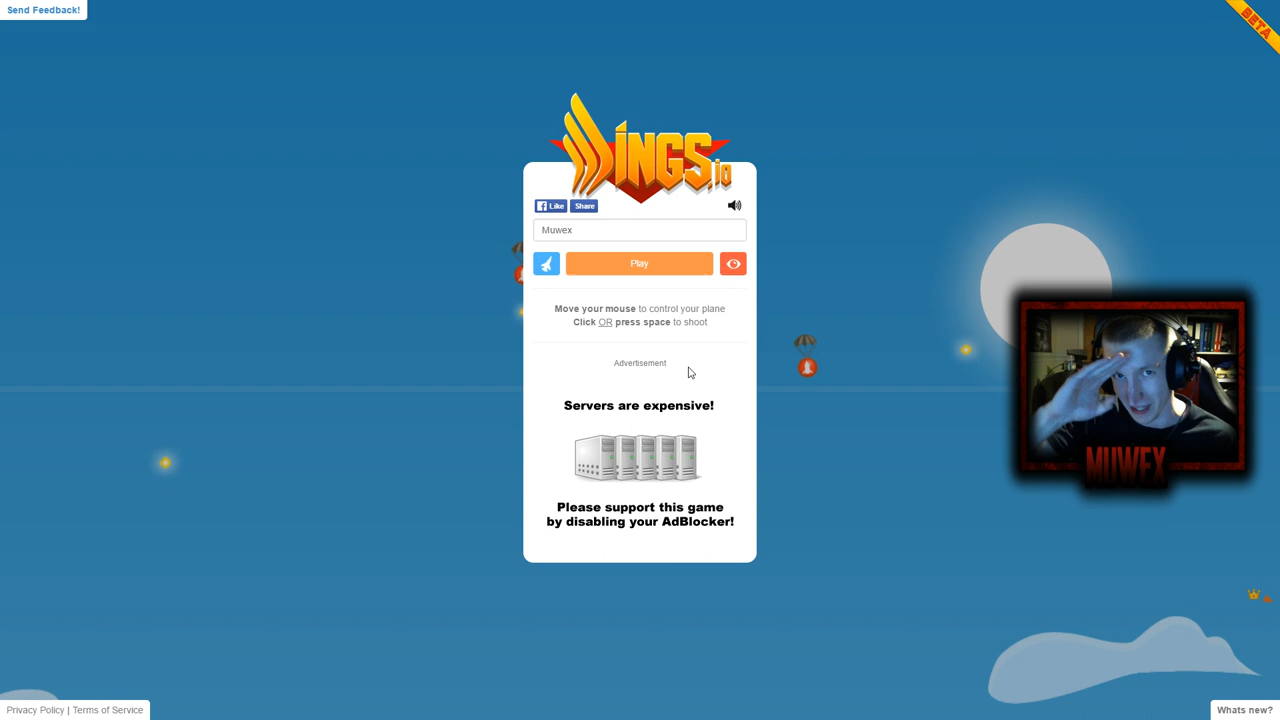 Send Feedback!
BETA
WINGS.io
Like Share
Muwex
Play
Move your mouse to control your plane
Click OR press space to shoot
Advertisement
Servers are expensive!
Please support this game
by disabling your AdBlocker!
MUWEX
Privacy Policy | Terms of Service
Whats new?